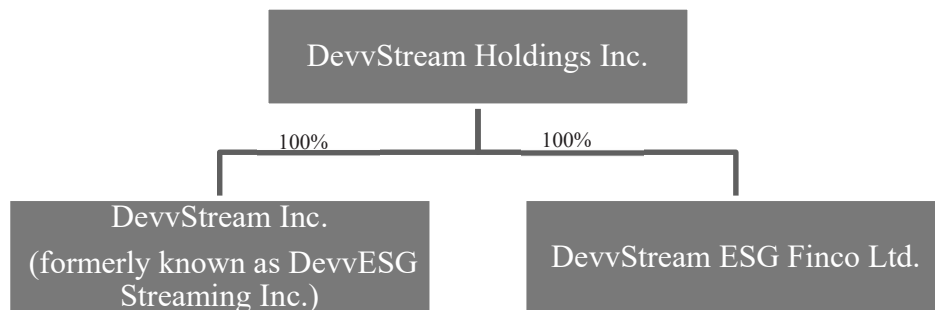 DevvStream Holdings Inc.
100%
100%
DevvStream Inc.
(formerly known as DevvESG
Streaming Inc.)
DevvStream ESG Finco Ltd.